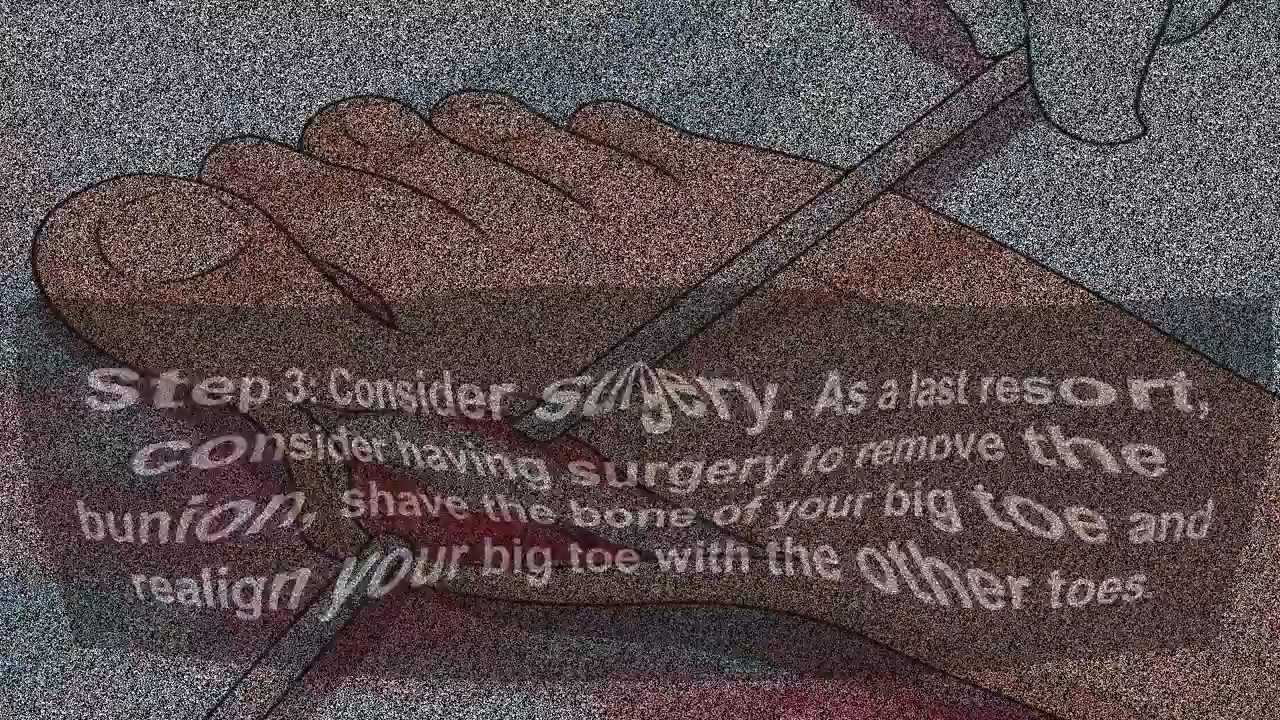 Step 3: Consider surgery. As a last resort,
consider having surgery to remove the
bunion, shave the bone of your big toe and
realign your big toe with the other toes.